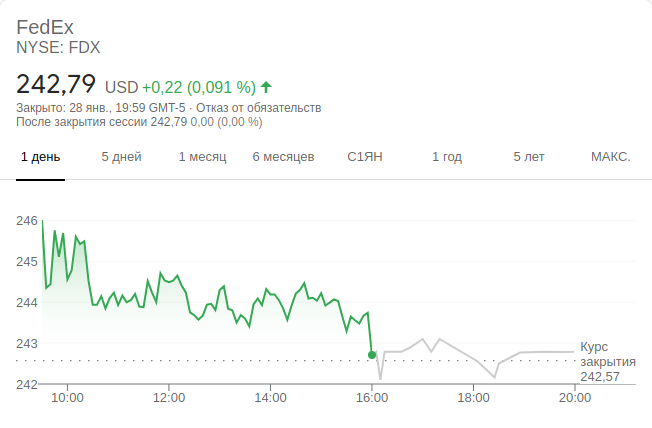 FedEx
NYSE: FDX
242,79 USD +0,22 (0,091 %)
Закрыто: 28 янв., 19:59 GMT-5 · Отказ от обязательств
После закрытия сессии 242,79 0,00 (0,00 %)
1 день 5 дней 1 месяц 6 месяцев С1ЯН 1 год 5 лет МАКС.
246
245
244
243
242
Курс
закрытия
242,57
10:00 12:00 14:00 16:00 18:00 20:00